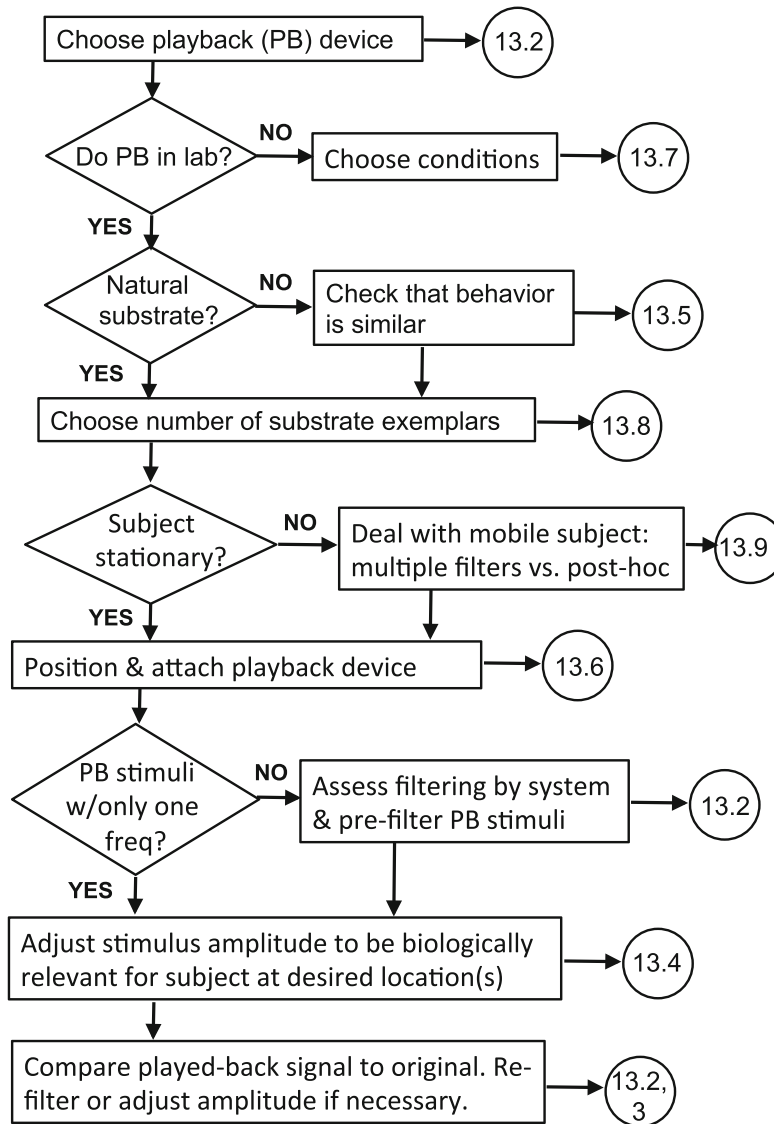 Choose playback (PB) device
13.2
Do PB in lab?
NO
Choose conditions
13.7
YES
Natural
substrate?
NO
Check that behavior
is similar
13.5
YES
Choose number of substrate exemplars
13.8
Subject
stationary?
NO
Deal with mobile subject:
multiple filters vs. post-hoc
13.9
YES
Position & attach playback device
13.6
PB stimuli
w/only one
freq?
NO
Assess filtering by system
& pre-filter PB stimuli
13.2
YES
Adjust stimulus amplitude to be biologically
relevant for subject at desired location(s)
13.4
Compare played-back signal to original. Re-
filter or adjust amplitude if necessary.
13.2,
3